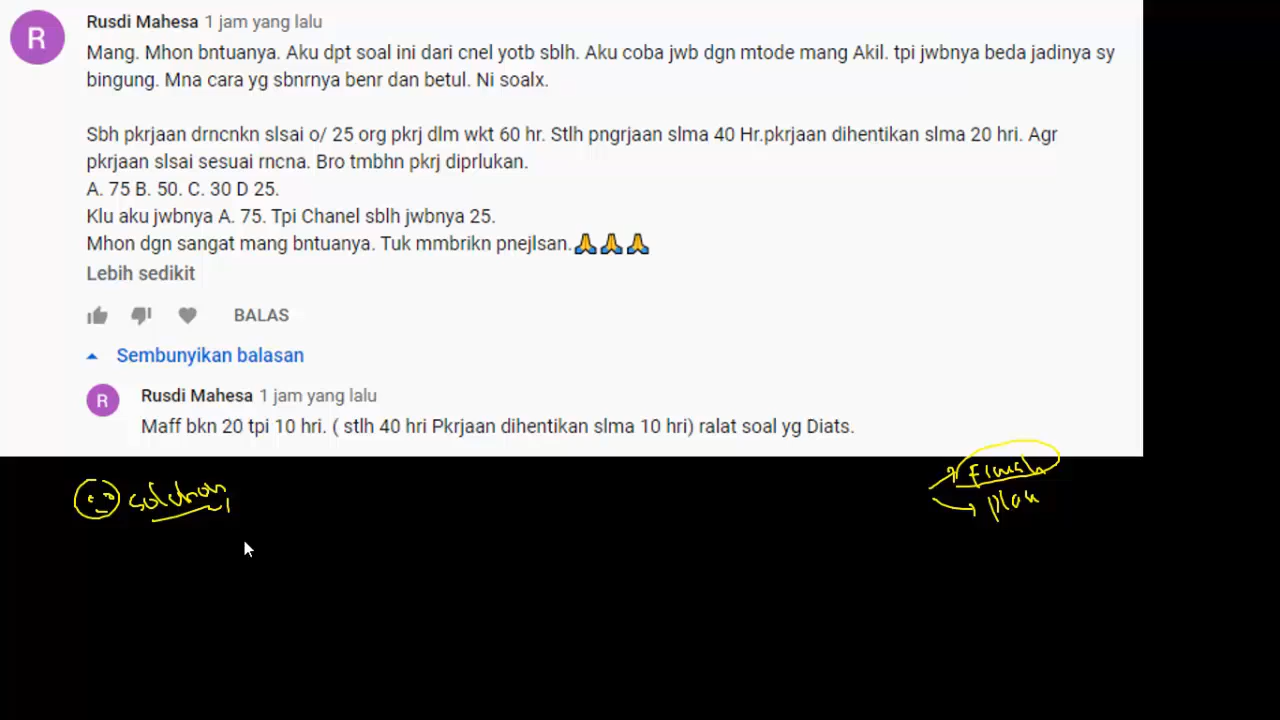 R
Rusdi Mahesa 1 jam yang lalu
Mang. Mhon bntuanya. Aku dpt soal ini dari cnel yotb sblh. Aku coba jwb dgn mtode mang Akil. tpi jwbnya beda jadinya sy
bingung. Mna cara yg sbnrnya benr dan betul. Ni soalx.
Sbh pkrjaan drncnkn slsai o/ 25 org pkrj dlm wkt 60 hr. Stlh pngrjaan slma 40 Hr.pkrjaan dihentikan slma 20 hri. Agr
pkrjaan slsai sesuai rncna. Bro tmbhn pkrj diprlukan.
A. 75 B. 50. C. 30 D 25.
Klu aku jwbnya A. 75. Tpi Chanel sblh jwbnya 25.
Mhon dgn sangat mang bntuanya. Tuk mmbrikn pnejlsan.🙏🙏🙏
Lebih sedikit
BALAS
Sembunyikan balasan
R
Rusdi Mahesa 1 jam yang lalu
Maff bkn 20 tpi 10 hri. ( stlh 40 hri Pkrjaan dihentikan slma 10 hri) ralat soal yg Diats.
solution
plan